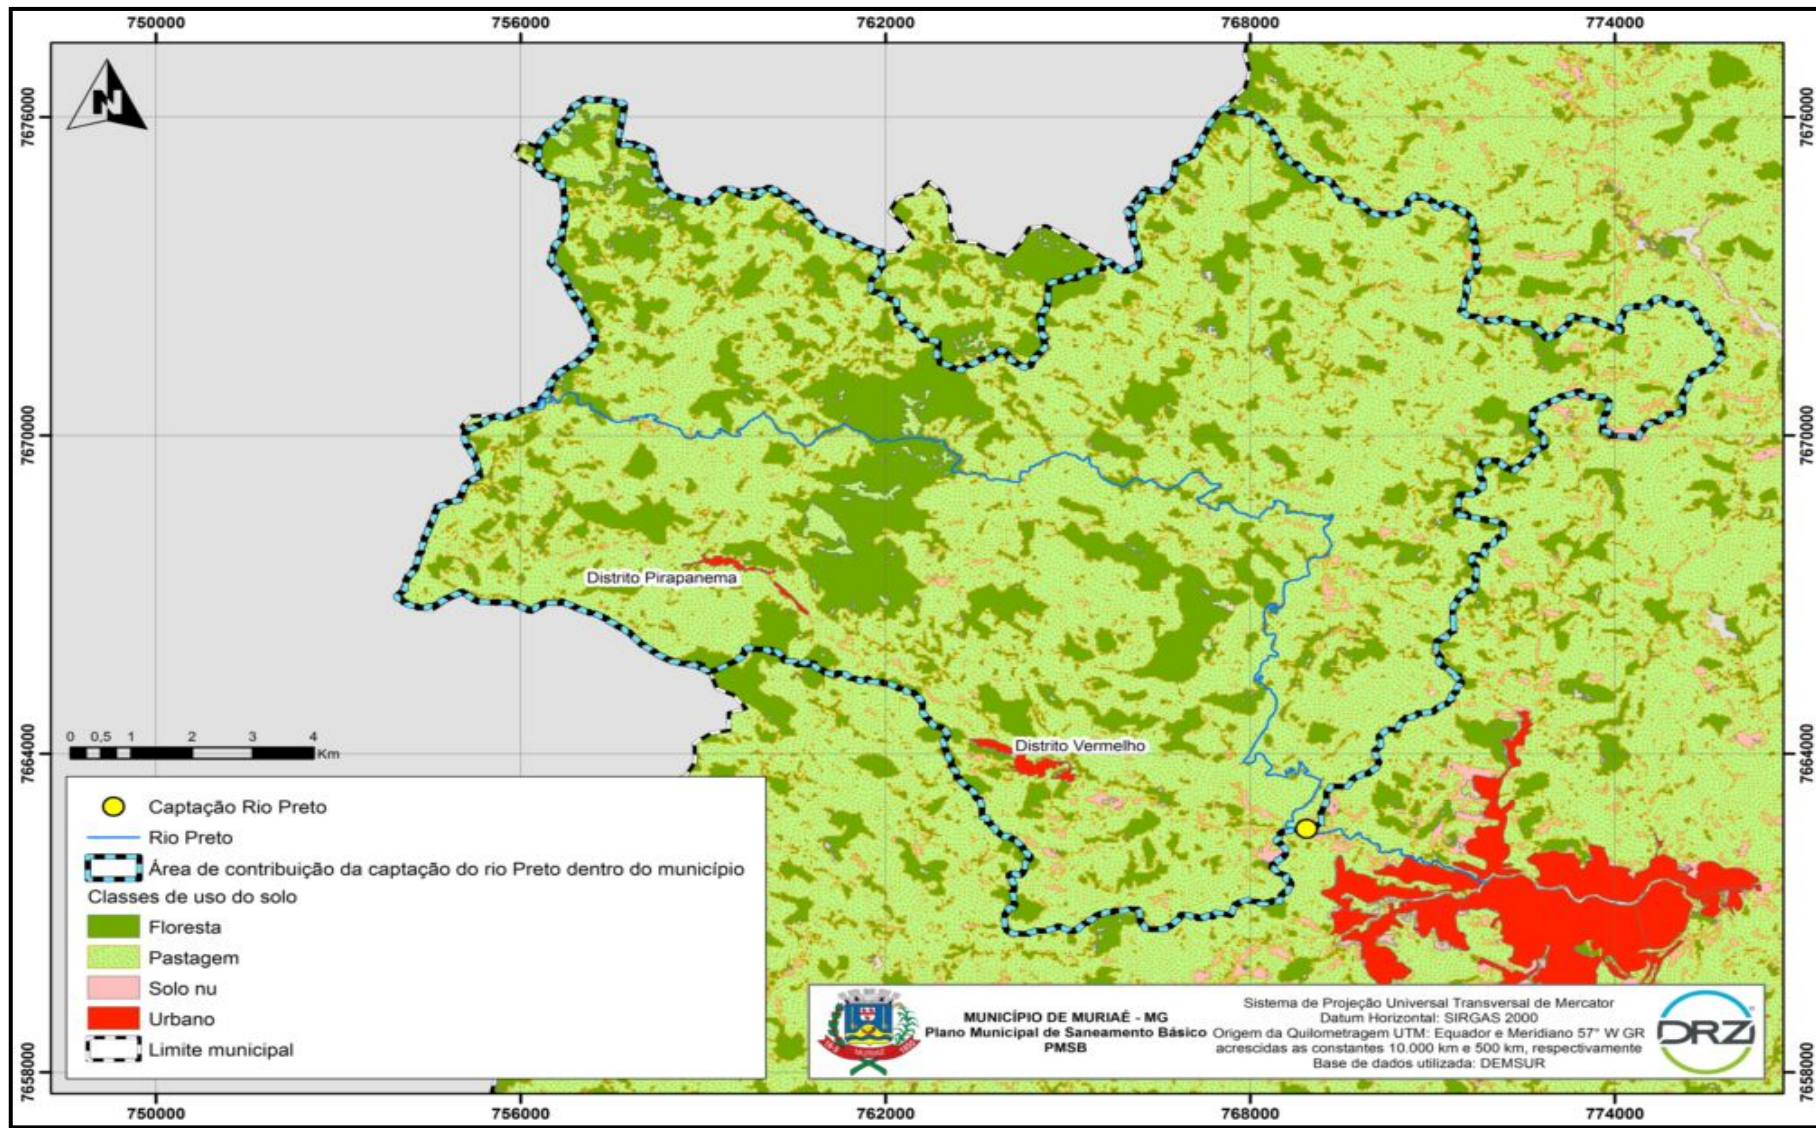 750000 756000 762000 768000 774000
7676000 7676000
N
7670000 7670000
Distrito Pirapanema
Distrito Vermelho
7664000 7664000
0 0,5 1 2 3 4
Km
Captação Rio Preto
Rio Preto
Área de contribuição da captação do rio Preto dentro do município
Classes de uso do solo
Floresta
Pastagem
Solo nu
Urbano
Limite municipal
MURIAÉ
MUNICÍPIO DE MURIAÉ - MG
Plano Municipal de Saneamento Básico
PMSB
Sistema de Projeção Universal Transversal de Mercator
Datum Horizontal: SIRGAS 2000
Origem da Quilometragem UTM: Equador e Meridiano 57° W GR
acrescidas as constantes 10.000 km e 500 km, respectivamente
Base de dados utilizada: DEMSUR
DRZ
7658000 7658000
750000 756000 762000 768000 774000